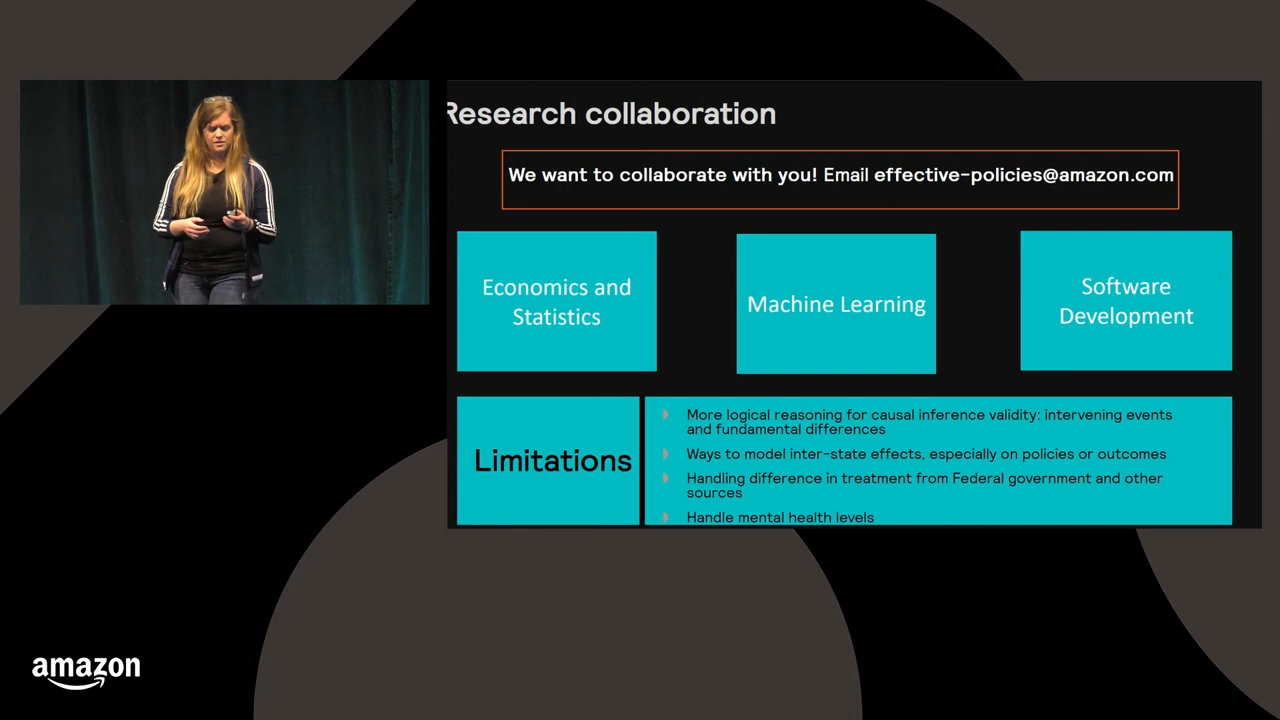 Research collaboration
We want to collaborate with you! Email effective-policies@amazon.com
Economics and
Statistics
Machine Learning
Software
Development
Limitations
More logical reasoning for causal inference validity: intervening events
and fundamental differences
Ways to model inter-state effects, especially on policies or outcomes
Handling difference in treatment from Federal government and other
sources
Handle mental health levels
amazon